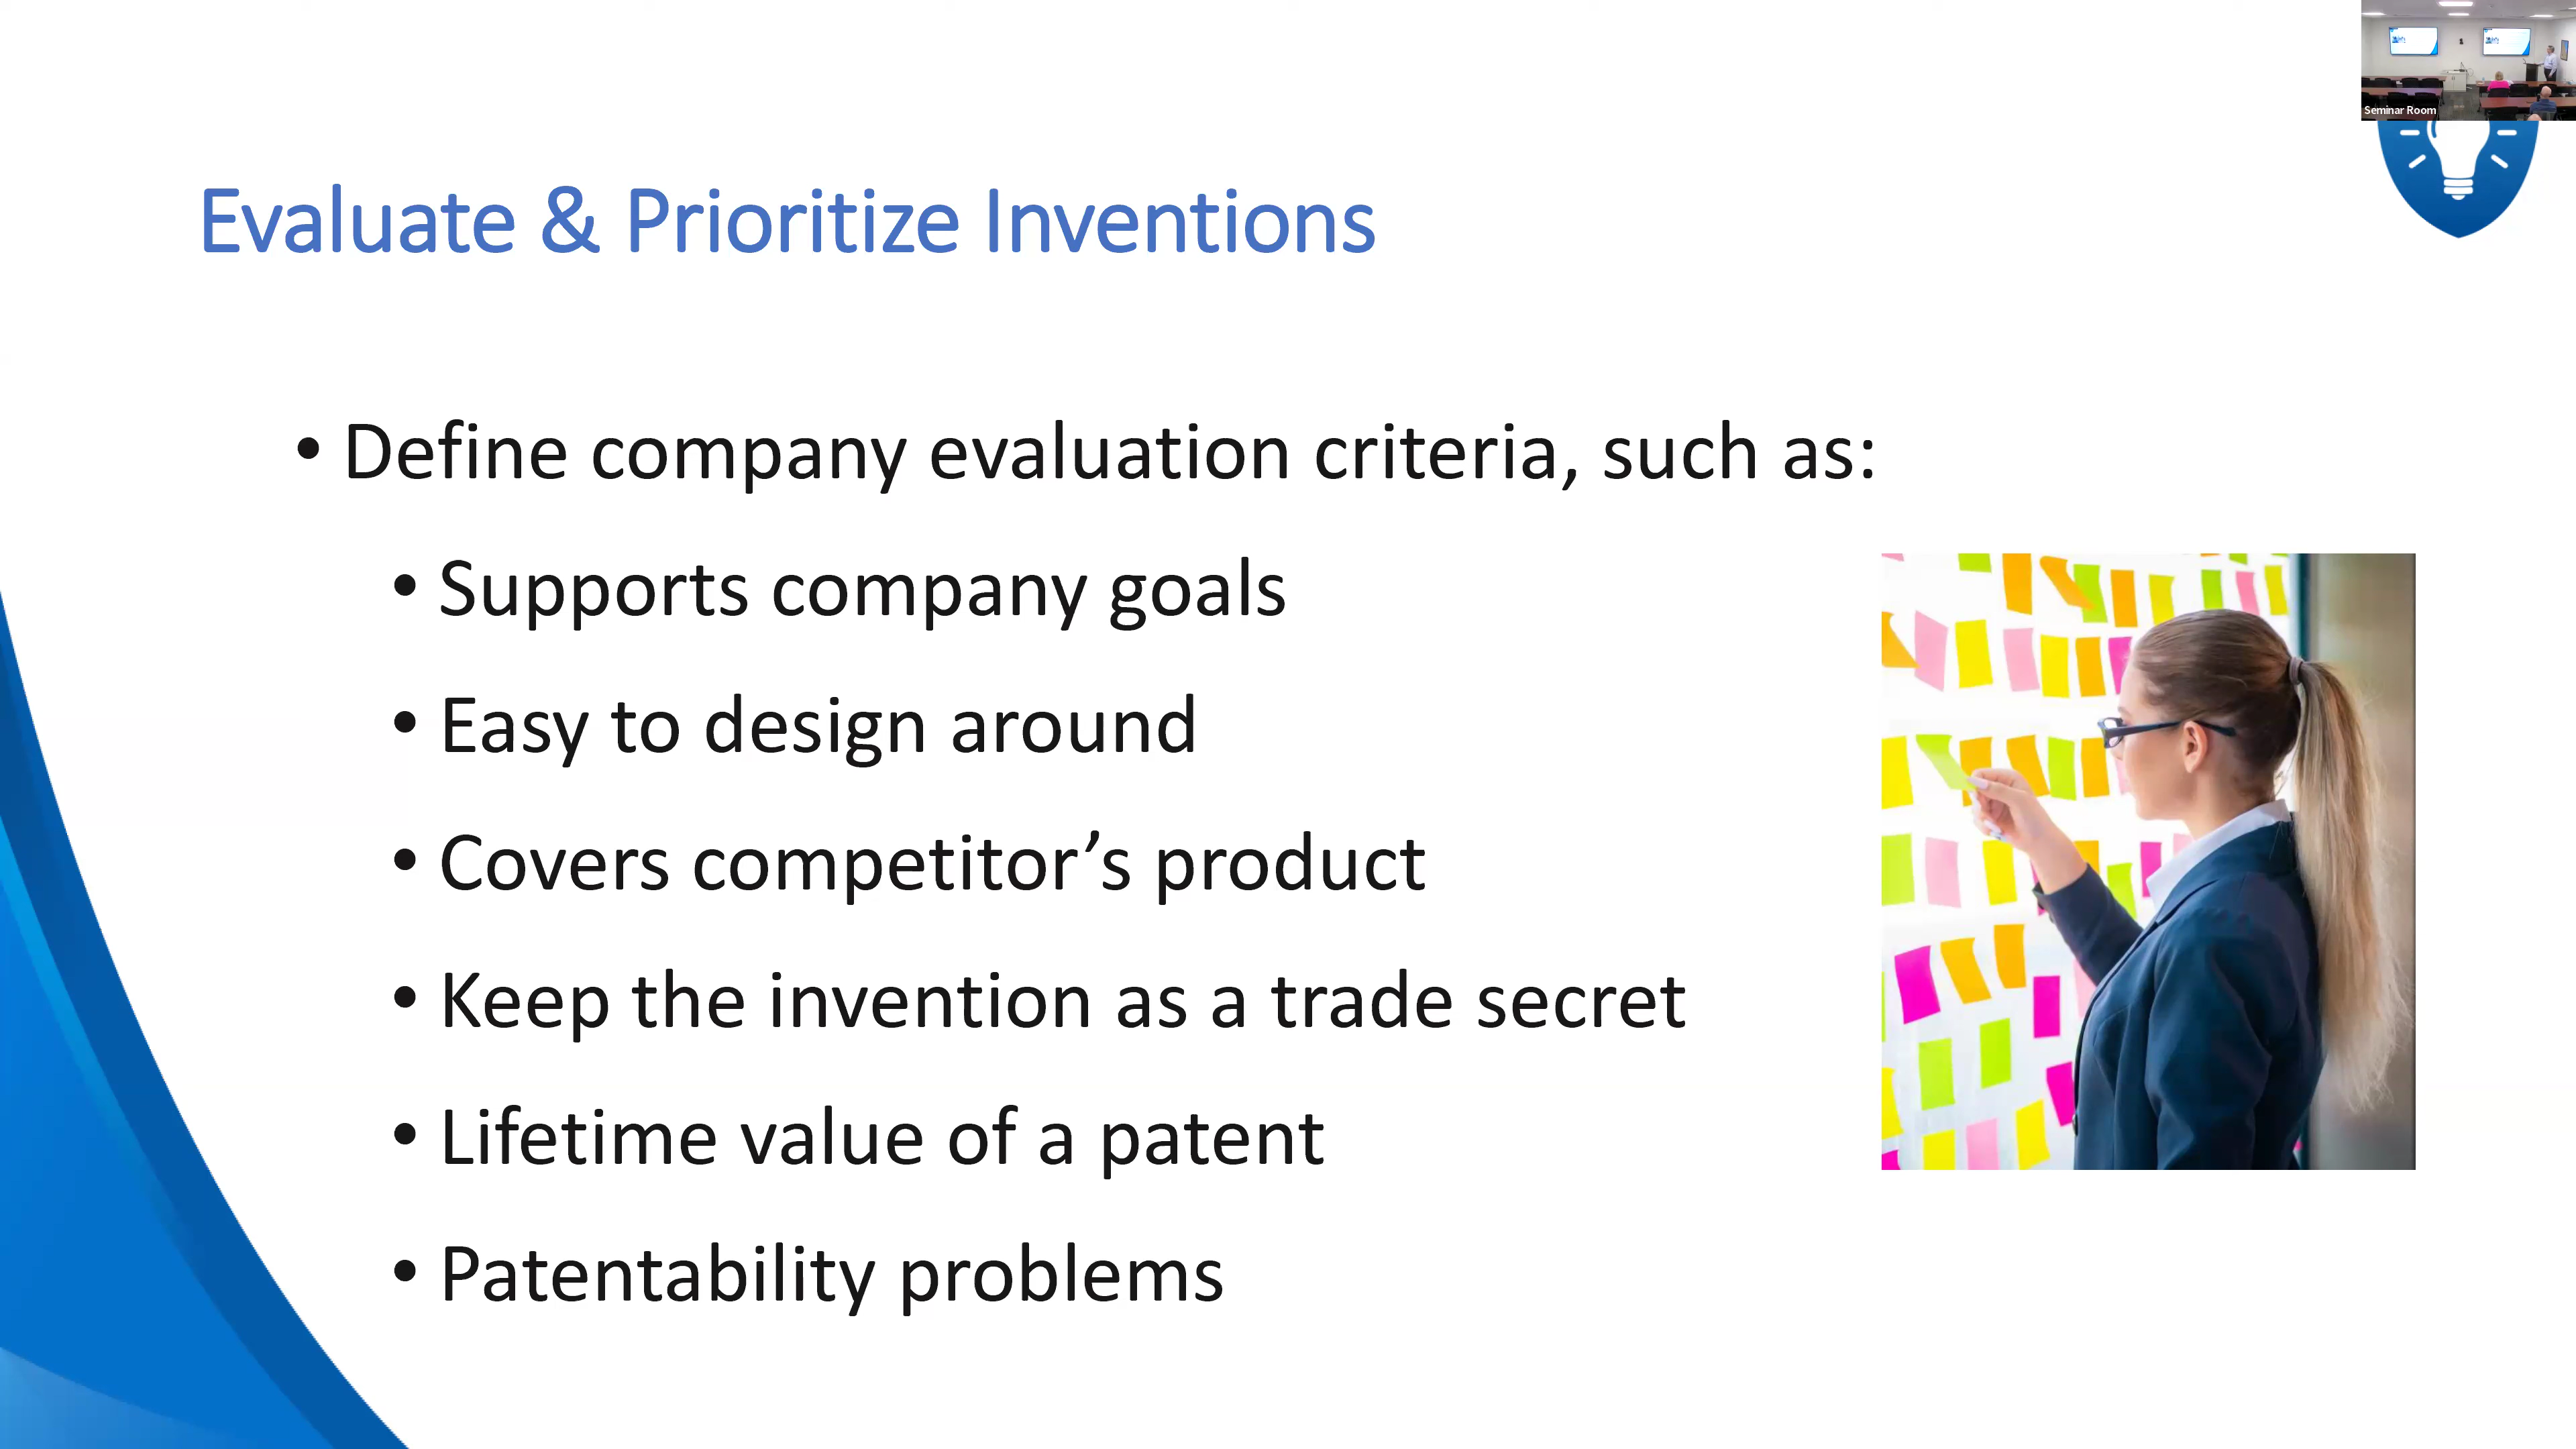 Seminar Room
Evaluate & Prioritize Inventions
• Define company evaluation criteria, such as:
• Supports company goals
• Easy to design around
• Covers competitor’s product
• Keep the invention as a trade secret
• Lifetime value of a patent
• Patentability problems